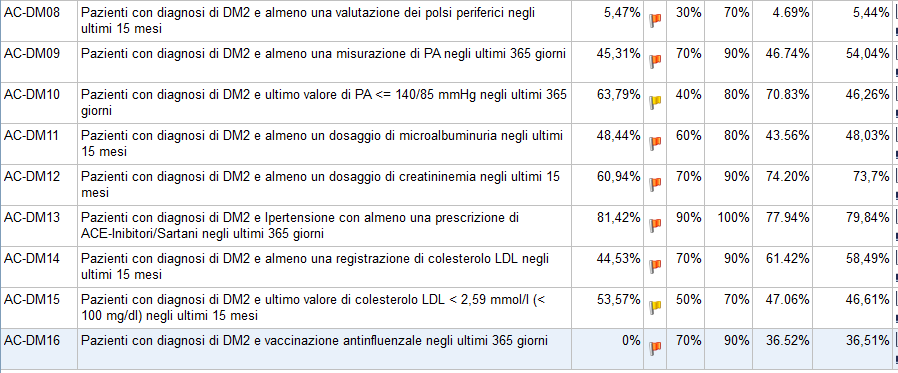 AC-DM08 Pazienti con diagnosi di DM2 e almeno una valutazione dei polsi periferici negli 5,47% 30% 70% 4.69% 5,44%
ultimi 15 mesi
AC-DM09 Pazienti con diagnosi di DM2 e almeno una misurazione di PA negli ultimi 365 giorni 45,31% 70% 90% 46.74% 54,04%
AC-DM10 Pazienti con diagnosi di DM2 e ultimo valore di PA <= 140/85 mmHg negli ultimi 365 63,79% 40% 80% 70.83% 46,26%
giorni
AC-DM11 Pazienti con diagnosi di DM2 e almeno un dosaggio di microalbuminuria negli ultimi 48,44% 60% 80% 43.56% 48,03%
15 mesi
AC-DM12 Pazienti con diagnosi di DM2 e almeno un dosaggio di creatininemia negli ultimi 15 60,94% 70% 90% 74.20% 73,7%
mesi
AC-DM13 Pazienti con diagnosi di DM2 e Ipertensione con almeno una prescrizione di 81,42% 90% 100% 77.94% 79,84%
ACE-Inibitori/Sartani negli ultimi 365 giorni
AC-DM14 Pazienti con diagnosi di DM2 e almeno una registrazione di colesterolo LDL negli 44,53% 70% 90% 61.42% 58,49%
ultimi 15 mesi
AC-DM15 Pazienti con diagnosi di DM2 e ultimo valore di colesterolo LDL < 2,59 mmol/l (< 53,57% 50% 70% 47.06% 46,61%
100 mg/dl) negli ultimi 15 mesi
AC-DM16 Pazienti con diagnosi di DM2 e vaccinazione antinfluenzale negli ultimi 365 giorni 0% 70% 90% 36.52% 36,51%